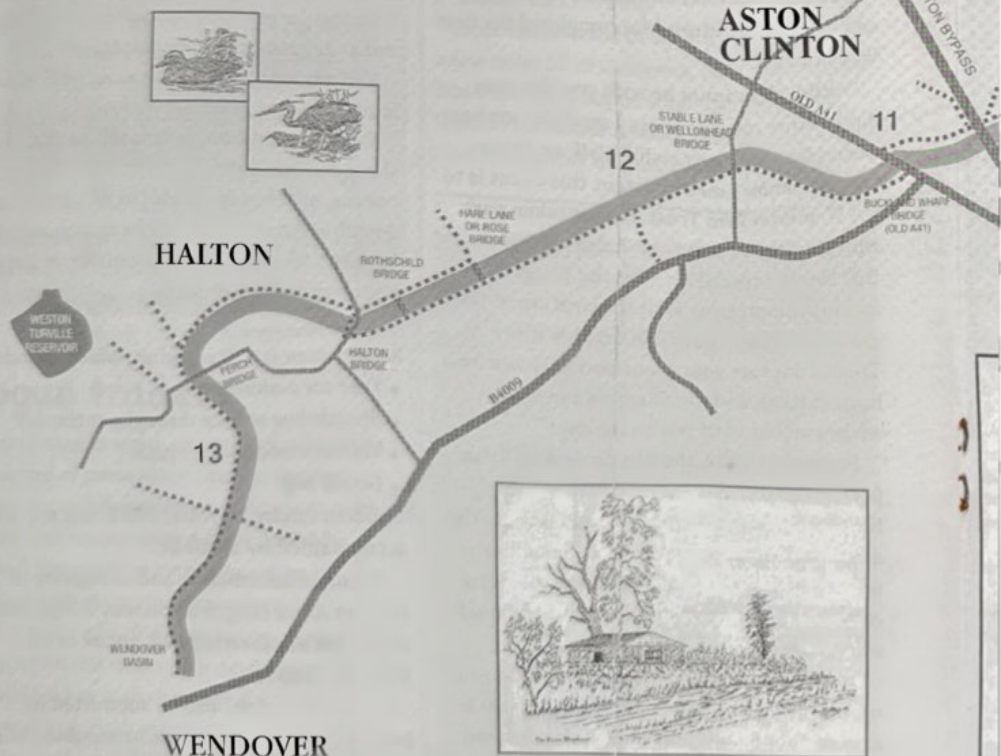 ASTON
CLINTON
TON BYPASS
OLD A41
11
STABLE LANE
OR WELLONHEAD
BRIDGE
12
BUCKLAND WHARF
BRIDGE
(OLD A41)
HARE LANE
OR ROSE
BRIDGE
HALTON
ROTHSCHILD
BRIDGE
WESTON
TURVILLE
RESERVOIR
HALTON
BRIDGE
PERCH
BRIDGE
B4009
13
WENDOVER
BASIN
WENDOVER